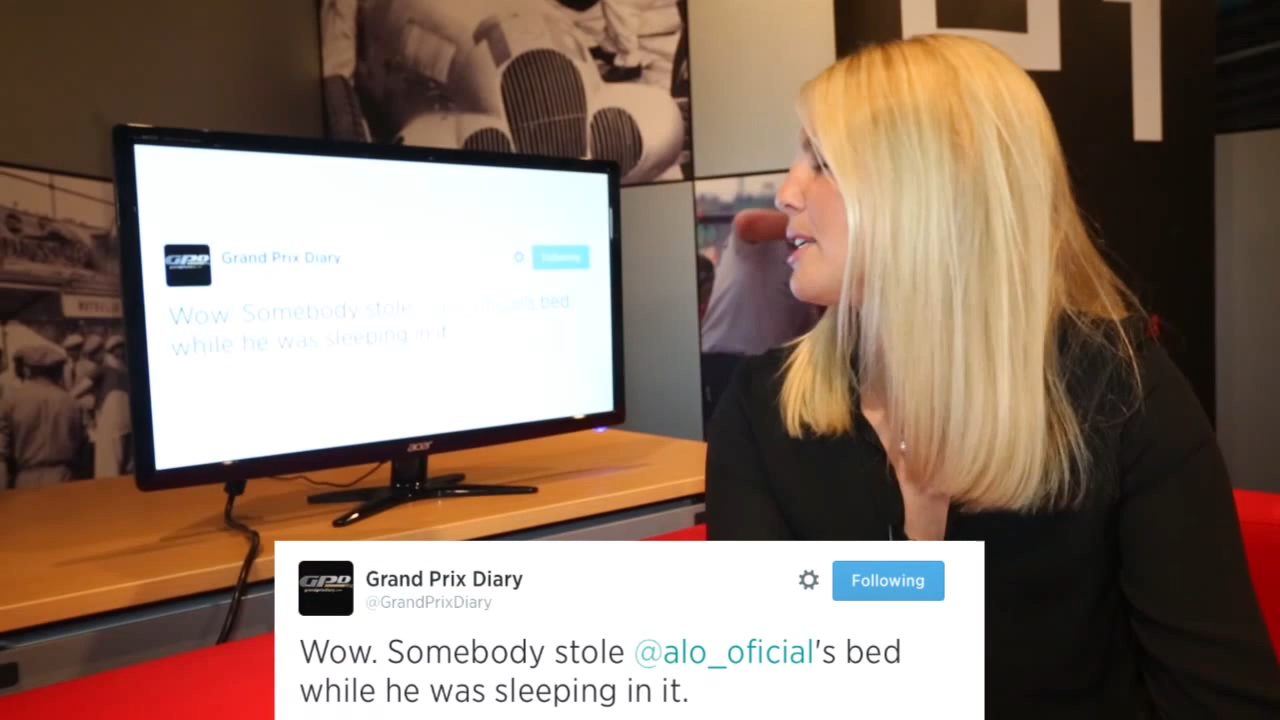 Grand Prix Diary
Following
Wow. Somebody stole
bed
while he was sleeping in it.
acer
GPD
Grand Prix Diary
@GrandPrixDiary
Following
Wow. Somebody stole @alo_oficial's bed
while he was sleeping in it.